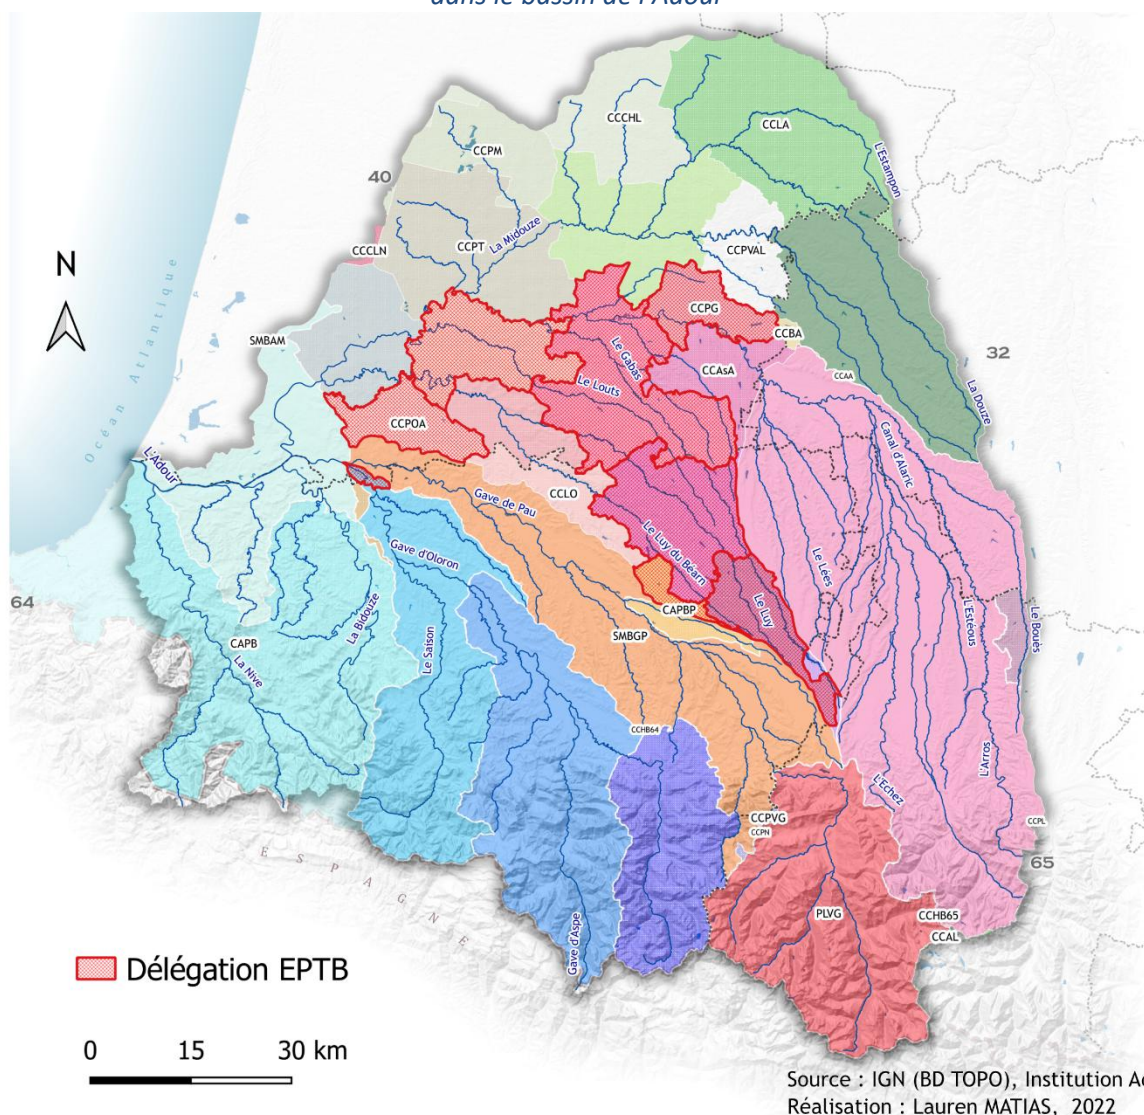 dans le bassin de l'Adour
CCCHL
CCLA
CCPM
L'Estampon
40
CCPT
La Midouze
CCPVAL
CCCLN
Océan Atlantique
N
CCPG
SMBAM
CCBA
32
Le Gabas
CCAsA
CCAA
Le Louts
La Douze
CCPOA
Canal d'Alaric
L'Adour
CCLO
Gave de Pau
Le Luy du Béarn
Gave d'Oloron
Le Lées
Le Luy
64
CAPBP
L'Estéous
Le Bouès
La Bidouze
SMBGP
CAPB
Le Saison
La Nive
CCHB64
L'Arros
L'Echez
CCPVG
CCPL
CCPN
65
ESPAGNE
PLVG
CCHB65
CCAL
Gave d'Aspe
Délégation EPTB
0 15 30 km
Source : IGN (BD TOPO), Institution
Réalisation : Lauren MATIAS, 2022